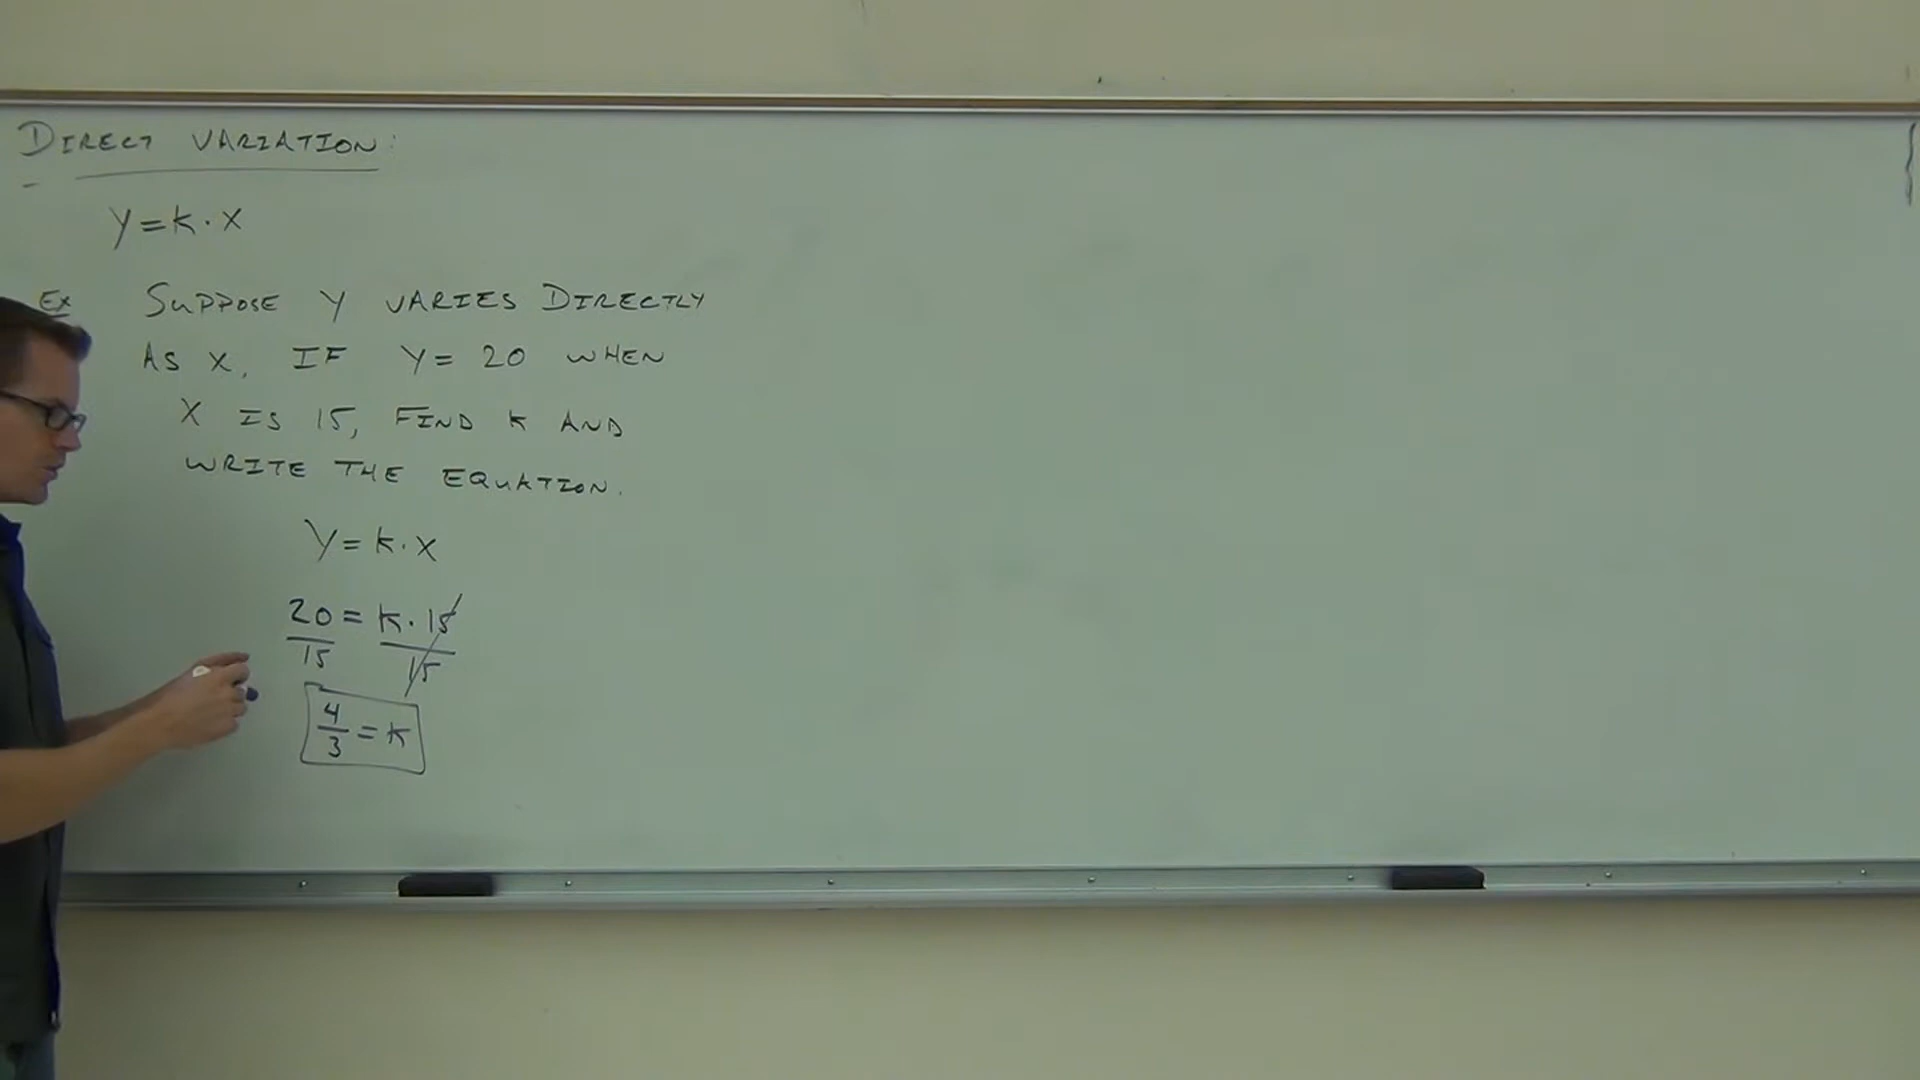 DIRECT VARIATION:
Y = K · X
Ex SUPPOSE Y VARIES DIRECTLY
AS X, IF Y = 20 WHEN
X IS 15, FIND K AND
WRITE THE EQUATION.
Y = K · X
20 = K · 15
15 15
4/3 = K